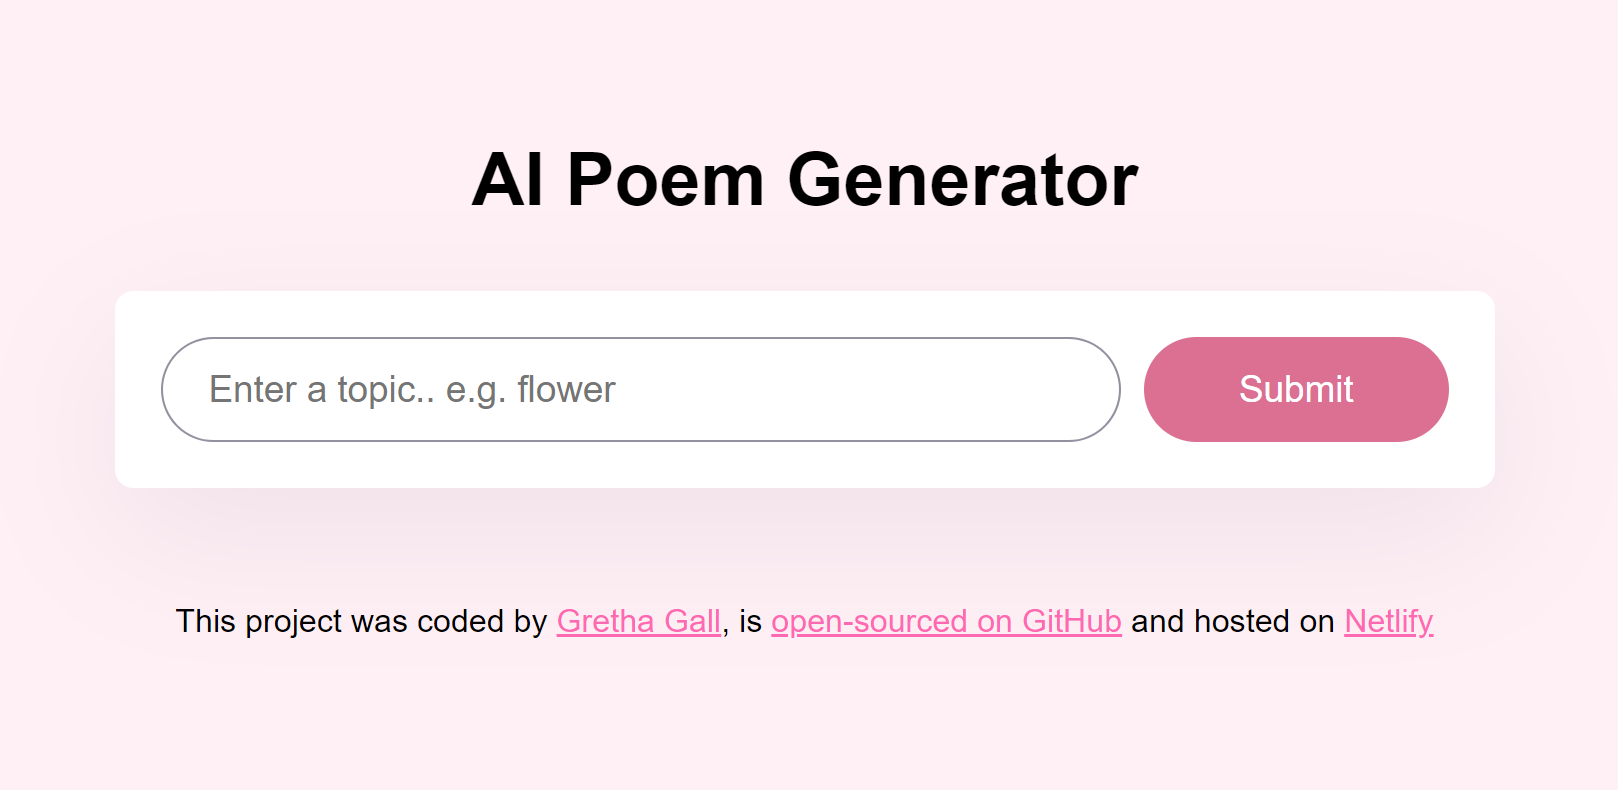 AI Poem Generator
Enter a topic.. e.g. flower
Submit
This project was coded by Gretha Gall, is open-sourced on GitHub and hosted on Netlify